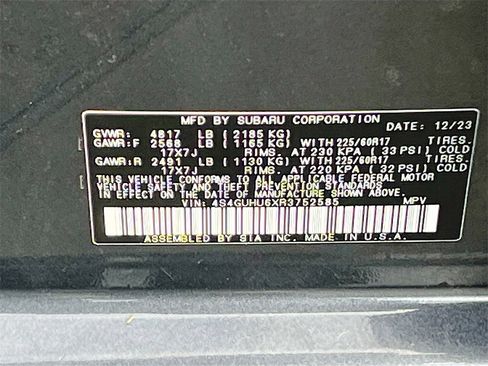 MFD BY SUBARU CORPORATION
DATE: 12/23
GVWR: 4817 LB ( 2185 KG)
GAWR:F 2568 LB ( 1165 KG) WITH 225/60R17 TIRES.
17X7J RIMS. AT 230 KPA ( 33 PSI) COLD
GAWR:R 2491 LB ( 1130 KG) WITH 225/60R17 TIRES.
17X7J RIMS. AT 220 KPA ( 32 PSI) COLD
THIS VEHICLE CONFORMS TO ALL APPLICABLE FEDERAL MOTOR
VEHICLE SAFETY AND THEFT PREVENTION STANDARDS
IN EFFECT ON THE DATE OF MANUFACTURE SHOWN ABOVE.
VIN: 4S4GUHU6XR3752585 MPV
ASSEMBLED BY SIA INC. MADE IN U.S.A.